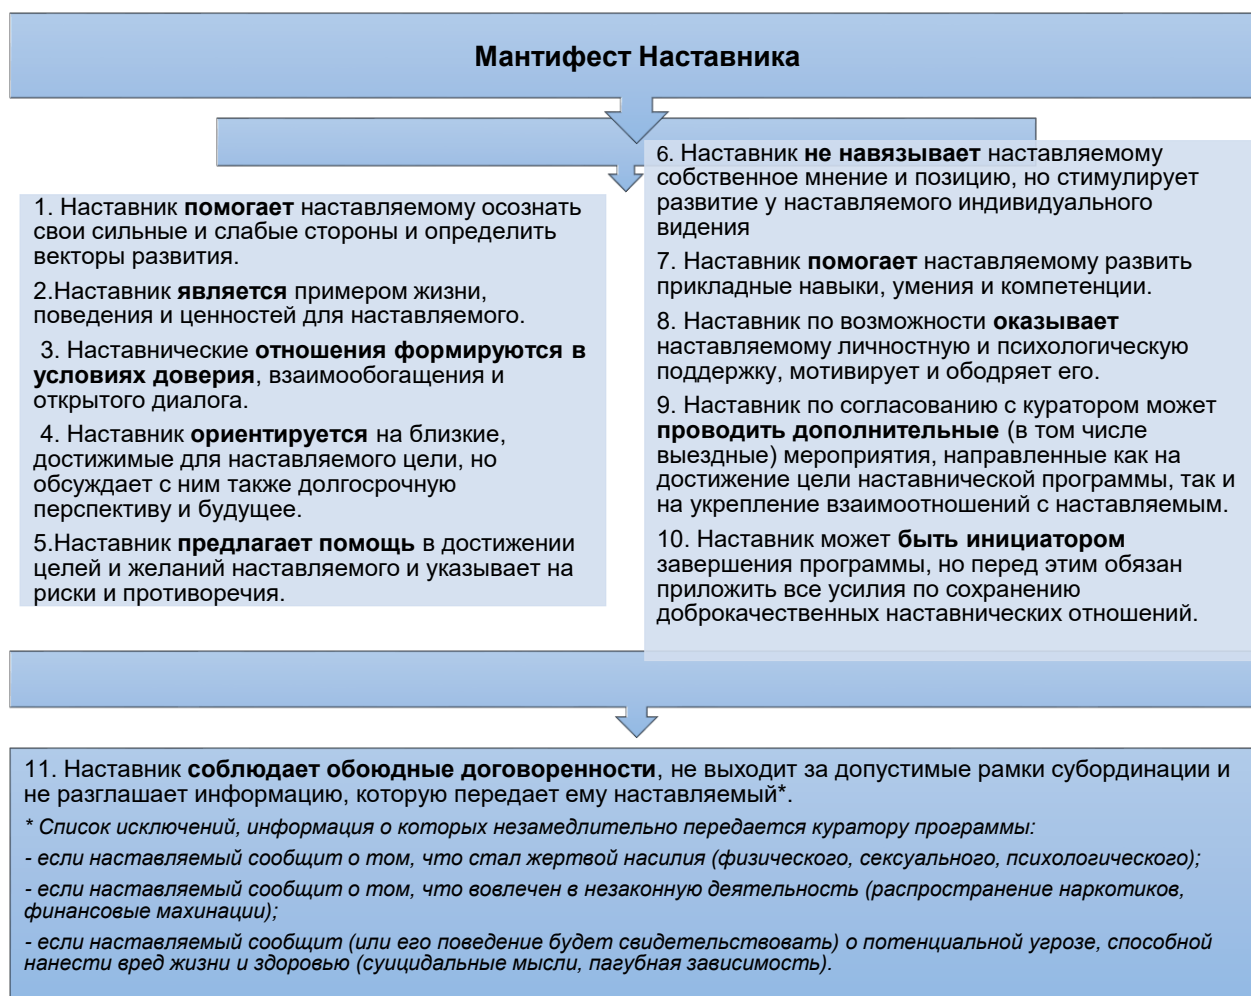 Мантифест Наставника
1. Наставник помогает наставляемому осознать
свои сильные и слабые стороны и определить
векторы развития.
2.Наставник является примером жизни,
поведения и ценностей для наставляемого.
3. Наставнические отношения формируются в
условиях доверия, взаимообогащения и
открытого диалога.
4. Наставник ориентируется на близкие,
достижимые для наставляемого цели, но
обсуждает с ним также долгосрочную
перспективу и будущее.
5.Наставник предлагает помощь в достижении
целей и желаний наставляемого и указывает на
риски и противоречия.
6. Наставник не навязывает наставляемому
собственное мнение и позицию, но стимулирует
развитие у наставляемого индивидуального
видения
7. Наставник помогает наставляемому развить
прикладные навыки, умения и компетенции.
8. Наставник по возможности оказывает
наставляемому личностную и психологическую
поддержку, мотивирует и ободряет его.
9. Наставник по согласованию с куратором может
проводить дополнительные (в том числе
выездные) мероприятия, направленные как на
достижение цели наставнической программы, так и
на укрепление взаимоотношений с наставляемым.
10. Наставник может быть инициатором
завершения программы, но перед этим обязан
приложить все усилия по сохранению
доброкачественных наставнических отношений.
11. Наставник соблюдает обоюдные договоренности, не выходит за допустимые рамки субординации и
не разглашает информацию, которую передает ему наставляемый*.
* Список исключений, информация о которых незамедлительно передается куратору программы:
- если наставляемый сообщит о том, что стал жертвой насилия (физического, сексуального, психологического);
- если наставляемый сообщит о том, что вовлечен в незаконную деятельность (распространение наркотиков,
финансовые махинации);
- если наставляемый сообщит (или его поведение будет свидетельствовать) о потенциальной угрозе, способной
нанести вред жизни и здоровью (суицидальные мысли, пагубная зависимость).